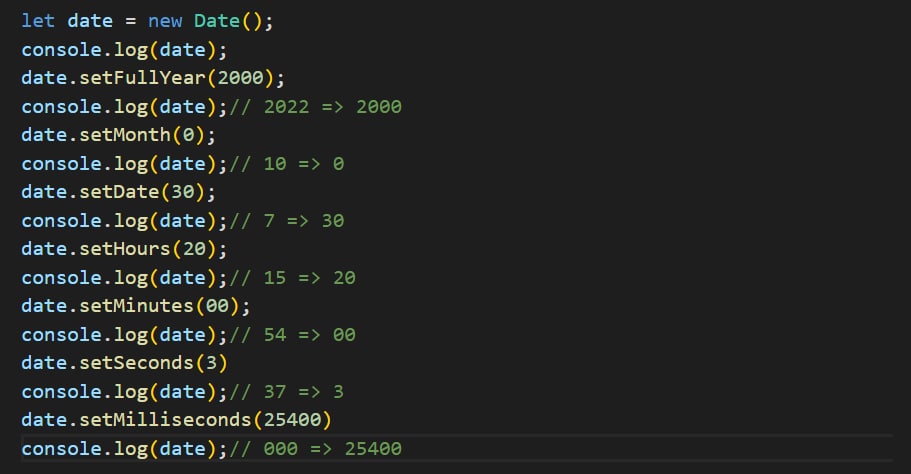 let date = new Date();
console.log(date);
date.setFullYear(2000);
console.log(date);// 2022 => 2000
date.setMonth(0);
console.log(date);// 10 => 0
date.setDate(30);
console.log(date);// 7 => 30
date.setHours(20);
console.log(date);// 15 => 20
date.setMinutes(00);
console.log(date);// 54 => 00
date.setSeconds(3)
console.log(date);// 37 => 3
date.setMilliseconds(25400)
console.log(date);// 000 => 25400